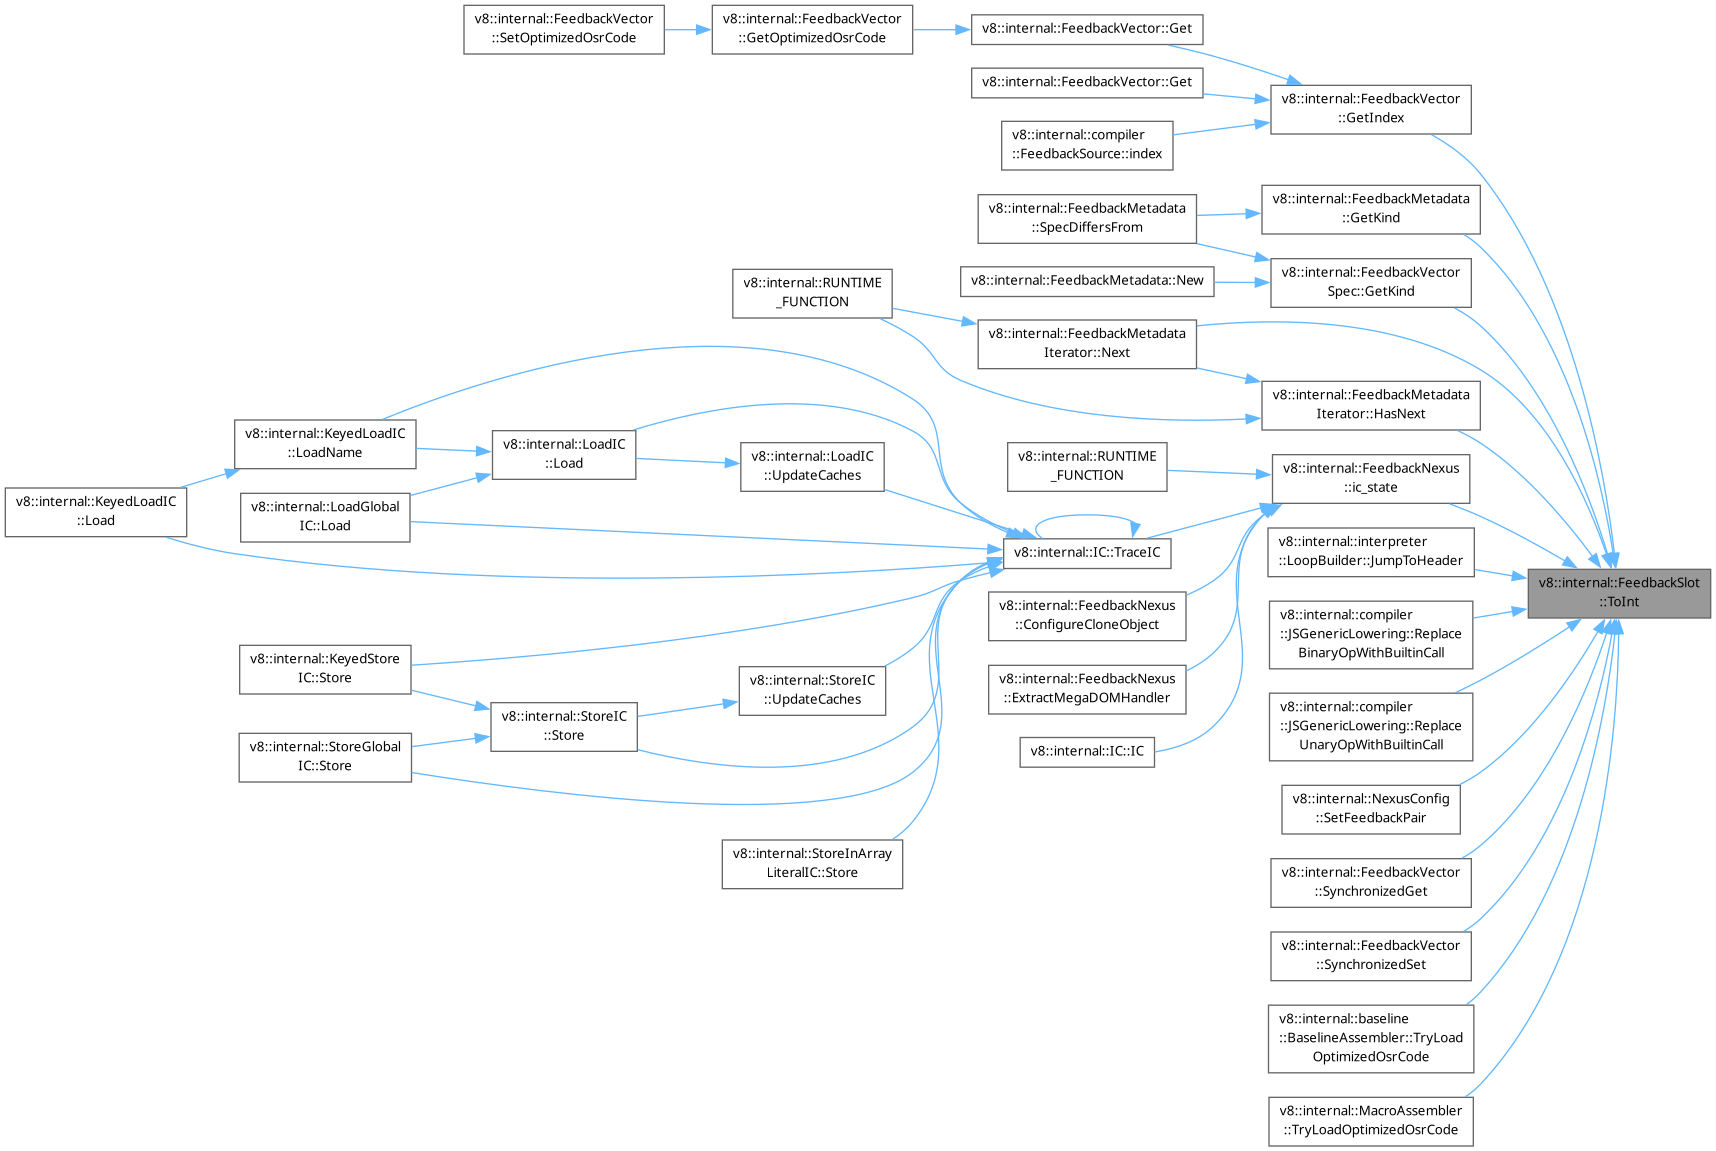 v8::internal::FeedbackVector
::SetOptimizedOsrCode
v8::internal::FeedbackVector
::GetOptimizedOsrCode
v8::internal::FeedbackVector::Get
v8::internal::FeedbackVector::Get
v8::internal::FeedbackVector
::GetIndex
v8::internal::compiler
::FeedbackSource::index
v8::internal::FeedbackMetadata
::SpecDiffersFrom
v8::internal::FeedbackMetadata
::GetKind
v8::internal::RUNTIME
_FUNCTION
v8::internal::FeedbackMetadata::New
v8::internal::FeedbackVector
Spec::GetKind
v8::internal::FeedbackMetadata
Iterator::Next
v8::internal::FeedbackMetadata
Iterator::HasNext
v8::internal::KeyedLoadIC
::LoadName
v8::internal::LoadIC
::Load
v8::internal::LoadIC
::UpdateCaches
v8::internal::RUNTIME
_FUNCTION
v8::internal::FeedbackNexus
::ic_state
v8::internal::KeyedLoadIC
::Load
v8::internal::LoadGlobal
IC::Load
v8::internal::IC::TraceIC
v8::internal::interpreter
::LoopBuilder::JumpToHeader
v8::internal::FeedbackSlot
::ToInt
v8::internal::FeedbackNexus
::ConfigureCloneObject
v8::internal::compiler
::JSGenericLowering::Replace
BinaryOpWithBuiltinCall
v8::internal::KeyedStore
IC::Store
v8::internal::StoreIC
::UpdateCaches
v8::internal::FeedbackNexus
::ExtractMegaDOMHandler
v8::internal::compiler
::JSGenericLowering::Replace
UnaryOpWithBuiltinCall
v8::internal::StoreGlobal
IC::Store
v8::internal::StoreIC
::Store
v8::internal::IC::IC
v8::internal::NexusConfig
::SetFeedbackPair
v8::internal::StoreInArray
LiteralIC::Store
v8::internal::FeedbackVector
::SynchronizedGet
v8::internal::FeedbackVector
::SynchronizedSet
v8::internal::baseline
::BaselineAssembler::TryLoad
OptimizedOsrCode
v8::internal::MacroAssembler
::TryLoadOptimizedOsrCode